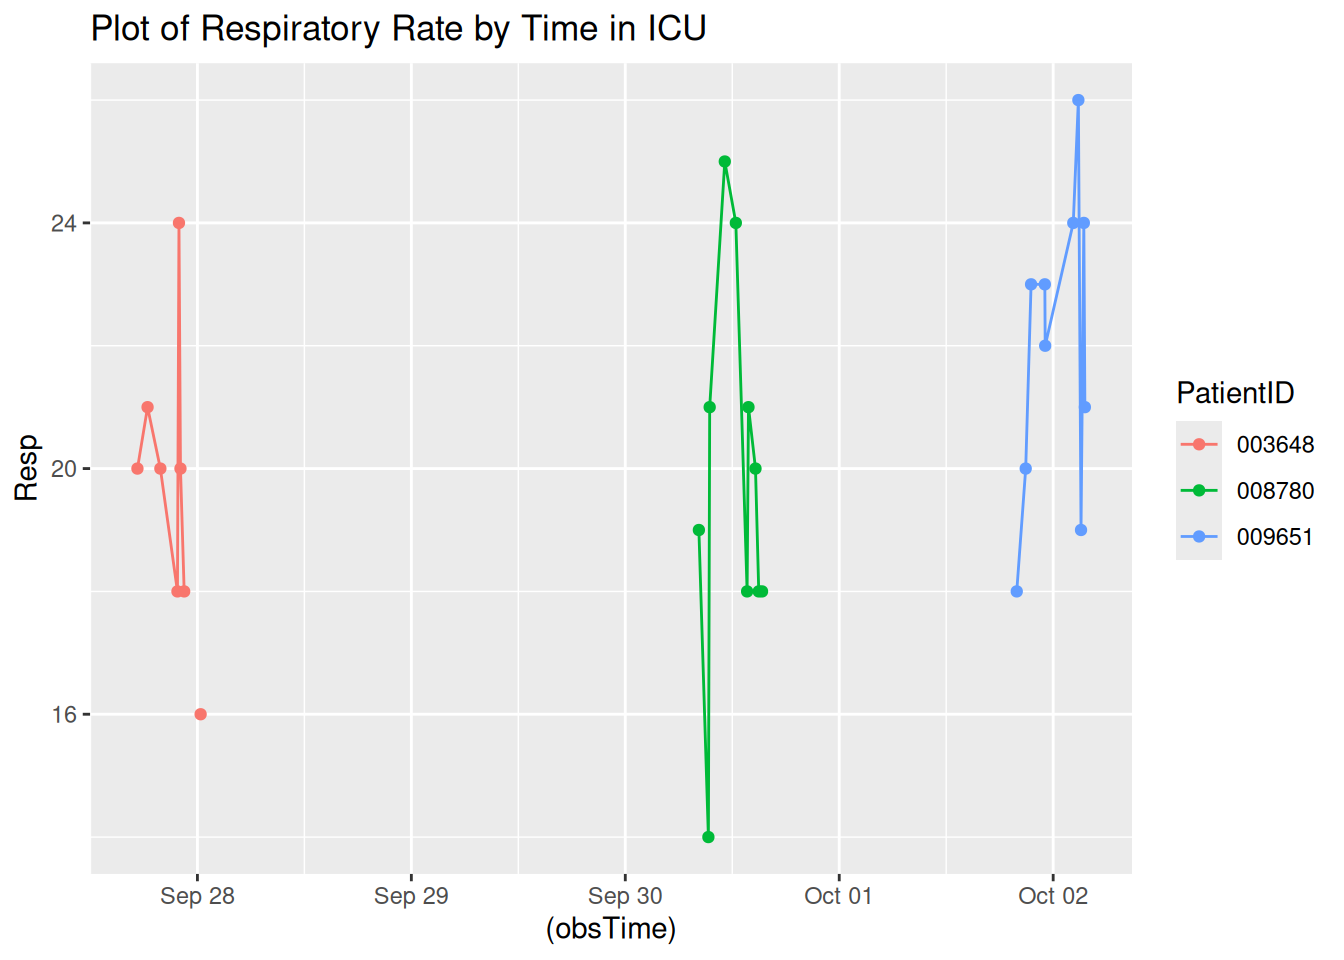 Plot of Respiratory Rate by Time in ICU
24
20
16
Resp
Sep 28
Sep 29
Sep 30
Oct 01
Oct 02
(obsTime)
PatientID
003648
008780
009651